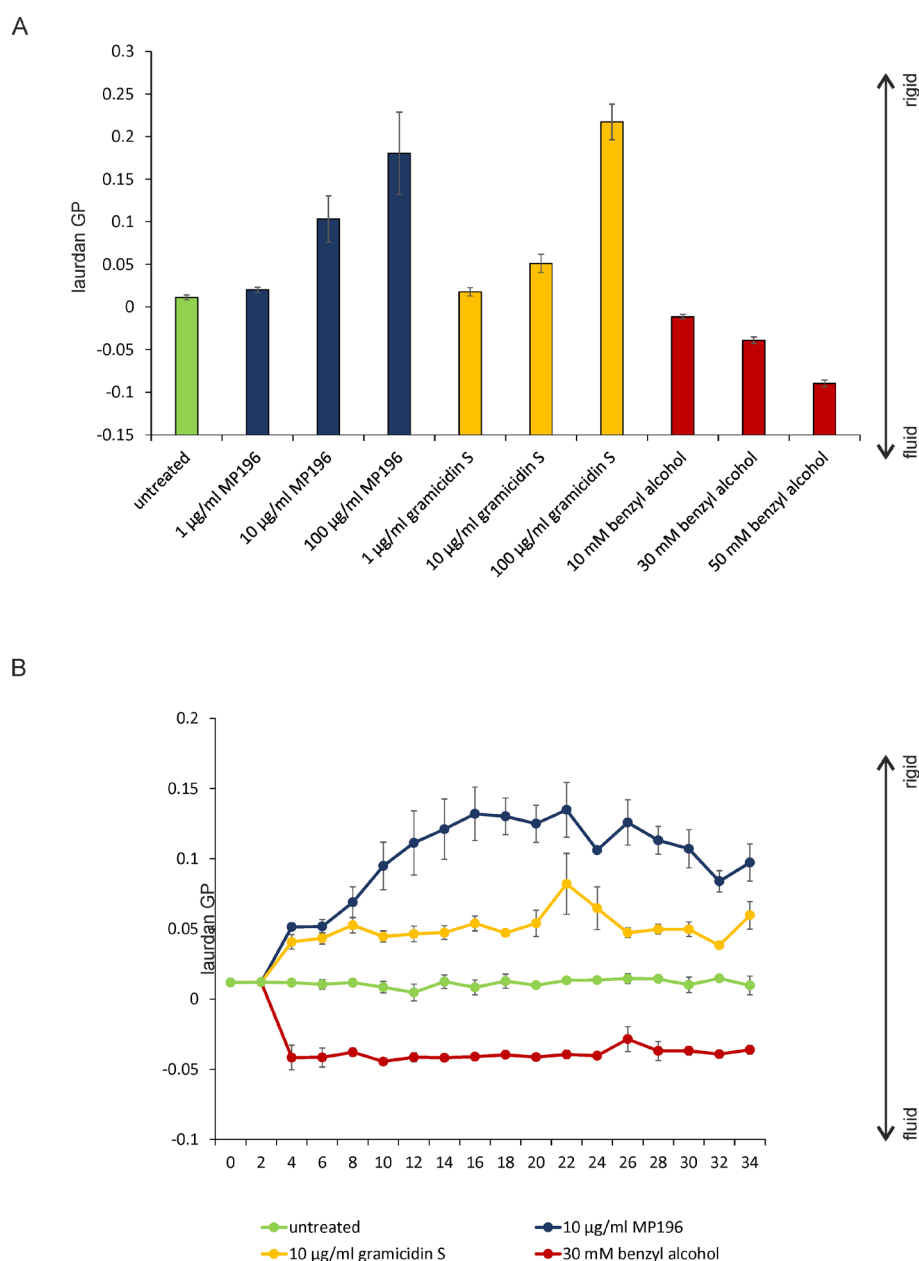 A
0.3
0.25
0.2
0.15
0.1
0.05
0
-0.05
-0.1
-0.15
laurdan GP
rigid
fluid
untreated
1 µg/ml MP196
10 µg/ml MP196
100 µg/ml MP196
1 µg/ml gramicidin S
10 µg/ml gramicidin S
100 µg/ml gramicidin S
10 mM benzyl alcohol
30 mM benzyl alcohol
50 mM benzyl alcohol
B
0.2
0.15
0.1
0.05
0
-0.05
-0.1
laurdan GP
rigid
fluid
0 2 4 6 8 10 12 14 16 18 20 22 24 26 28 30 32 34
untreated 10 µg/ml MP196
10 µg/ml gramicidin S 30 mM benzyl alcohol